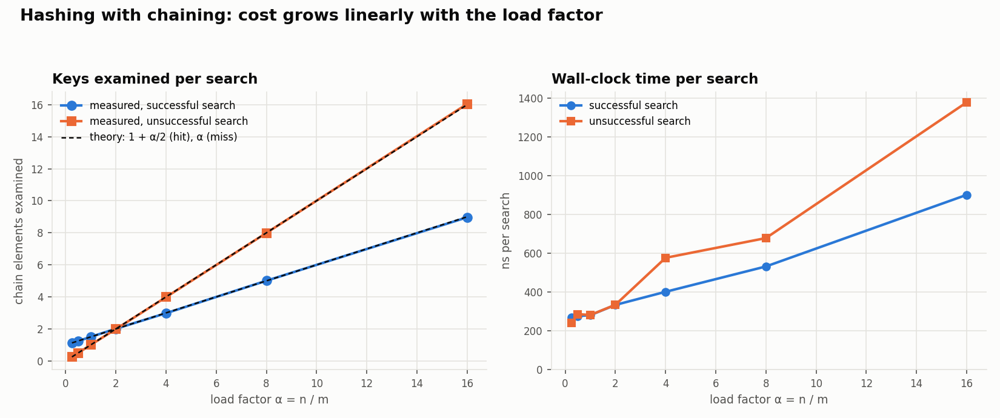 Hashing with chaining: cost grows linearly with the load factor
Keys examined per search
measured, successful search
measured, unsuccessful search
theory: 1 + α/2 (hit), α (miss)
chain elements examined
16
14
12
10
8
6
4
2
0
0 2 4 6 8 10 12 14 16
load factor α = n / m
Wall-clock time per search
successful search
unsuccessful search
ns per search
1400
1200
1000
800
600
400
200
0
0 2 4 6 8 10 12 14 16
load factor α = n / m